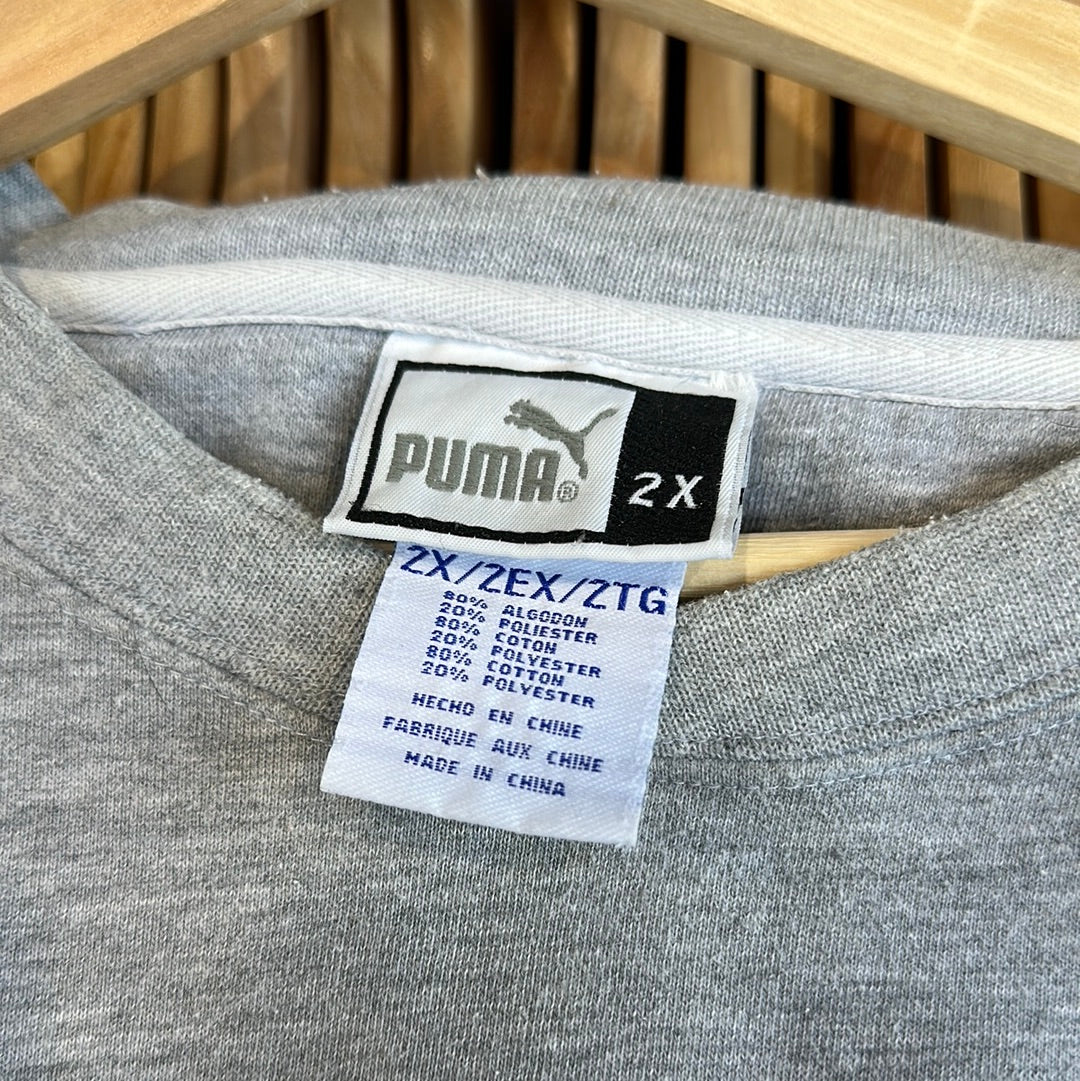 PUMA® 2X
2X/2EX/2TG
80% ALGODON
20% POLIESTER
80% COTON
20% POLYESTER
80% COTTON
20% POLYESTER
HECHO EN CHINE
FABRIQUE AUX CHINE
MADE IN CHINA